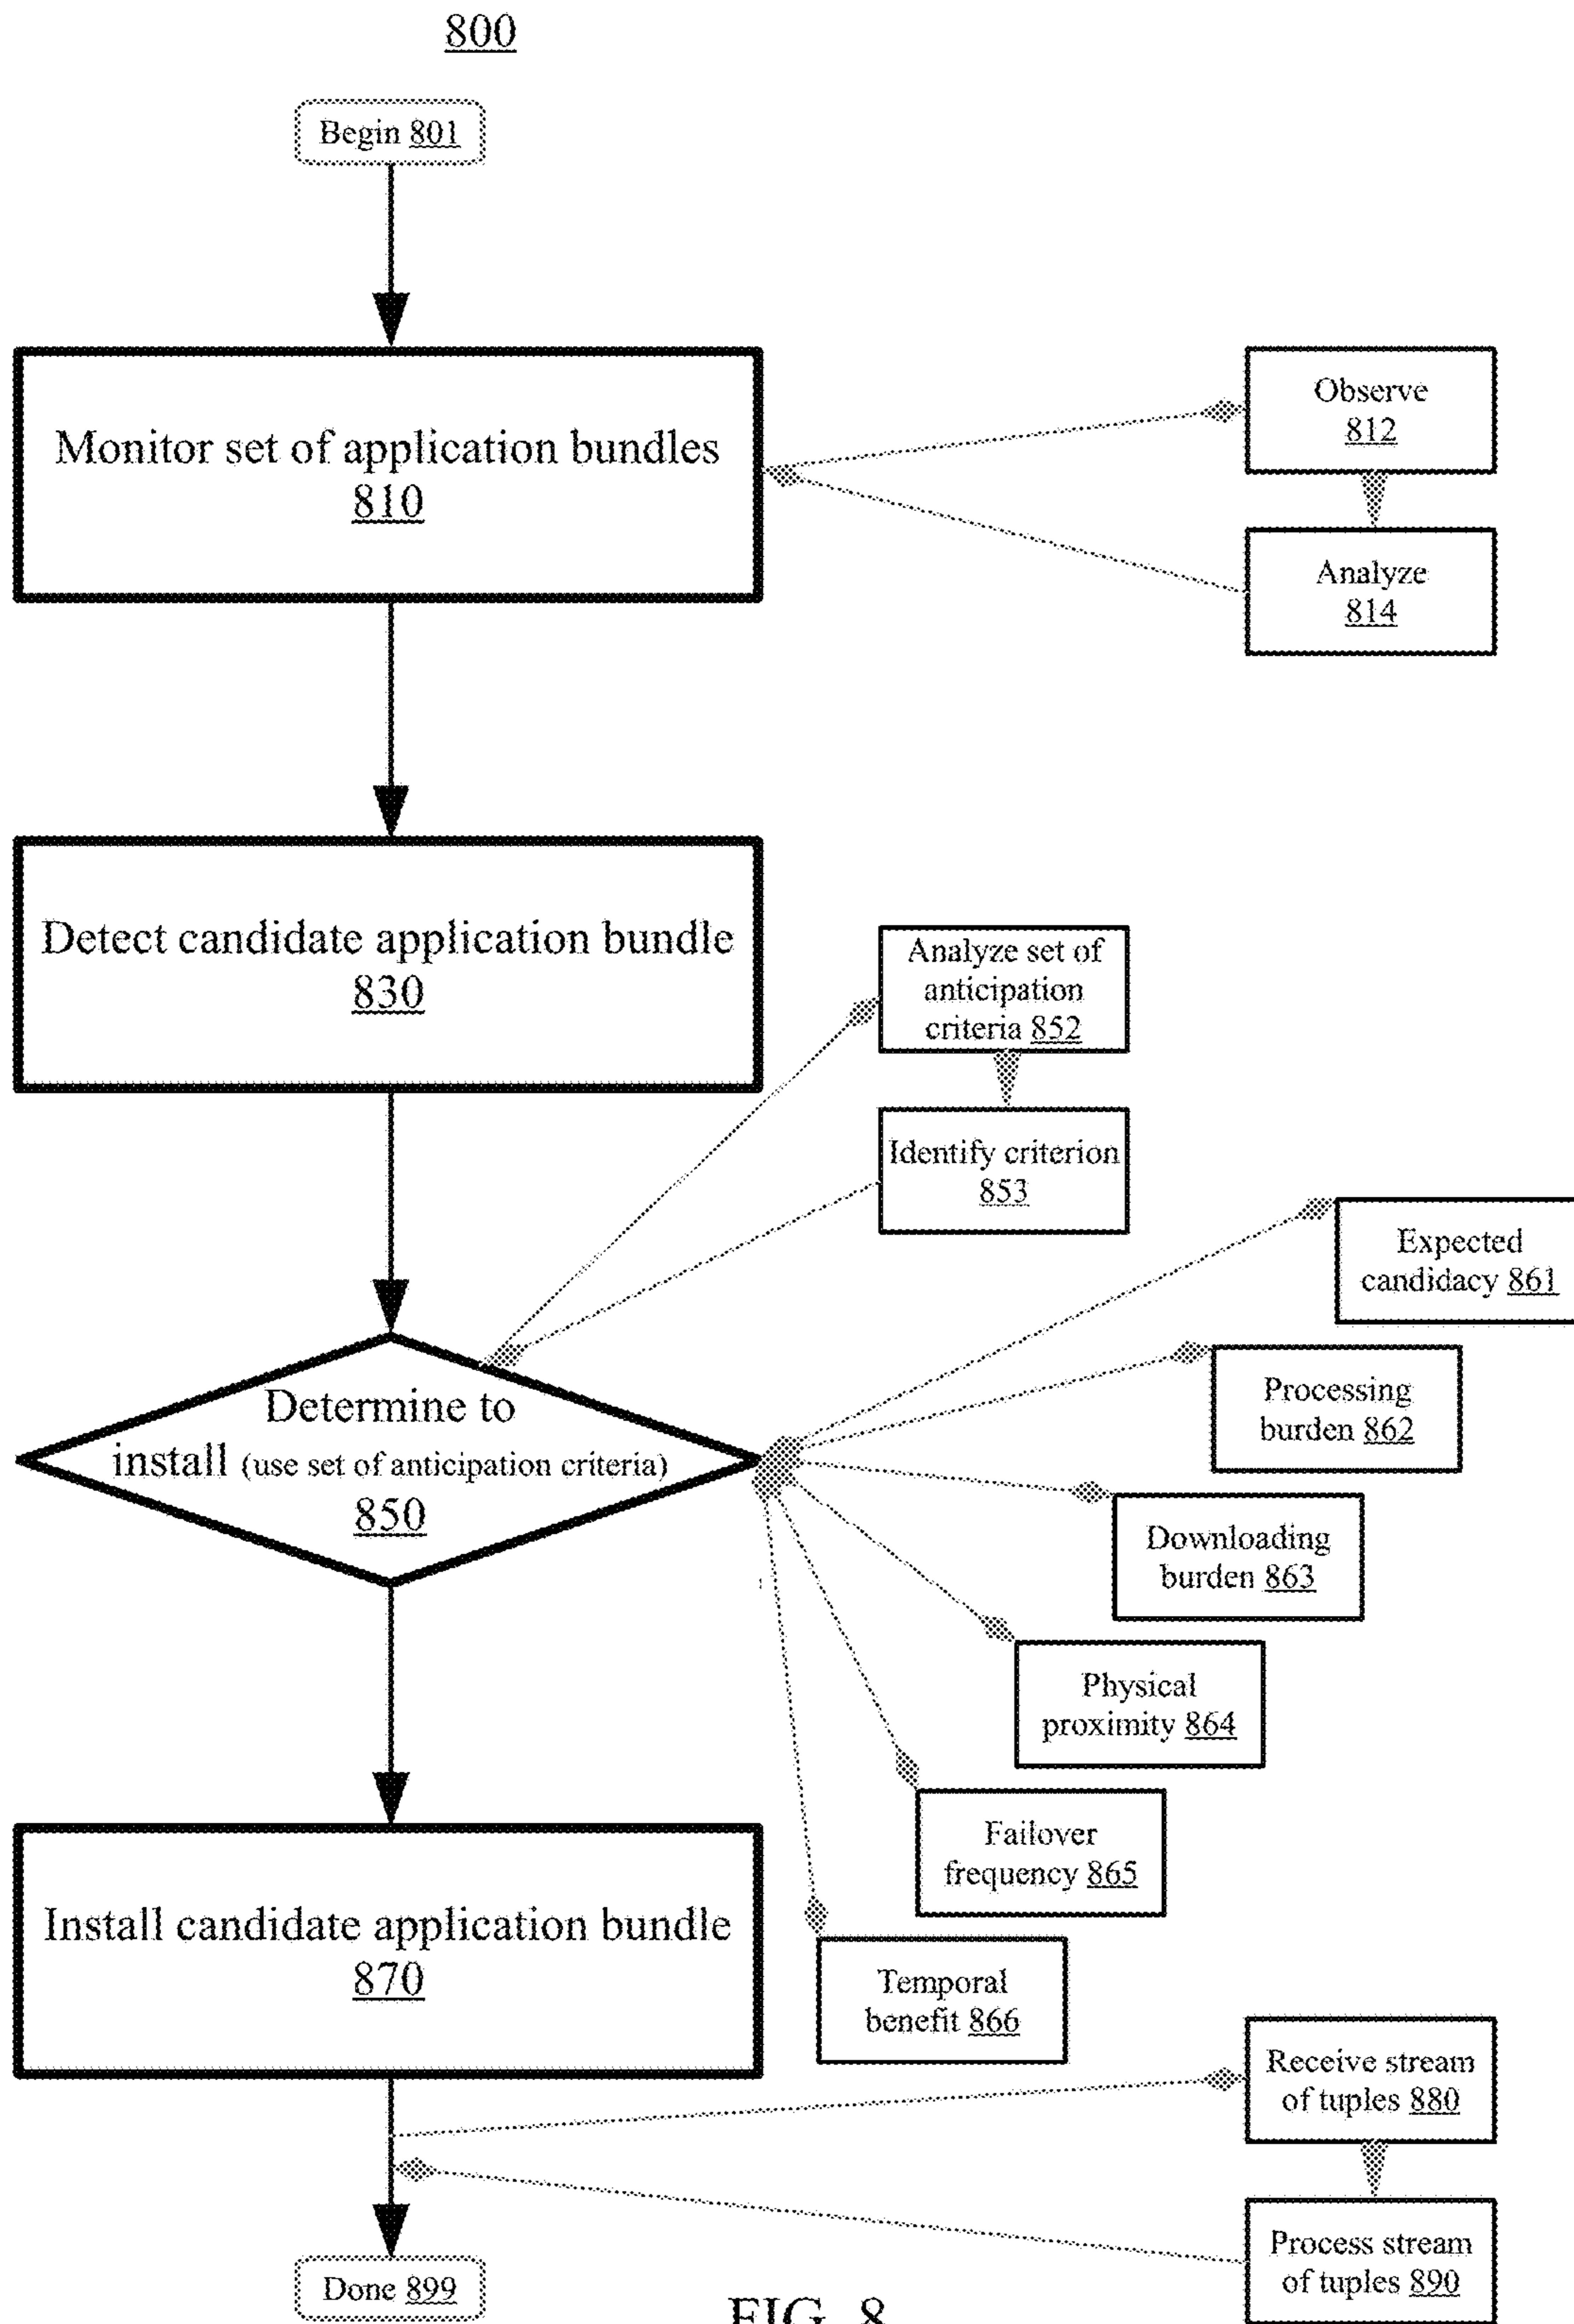 800
Begin 801
Monitor set of application bundles
810
Observe
812
Analyze
814
Detect candidate application bundle
830
Analyze set of
anticipation
criteria 852
Identify criterion
853
Determine to
install (use set of anticipation criteria)
850
Expected
candidacy 861
Processing
burden 862
Downloading
burden 863
Physical
proximity 864
Failover
frequency 865
Temporal
benefit 866
Install candidate application bundle
870
Receive stream
of tuples 880
Process stream
of tuples 890
Done 899
FIG. 8